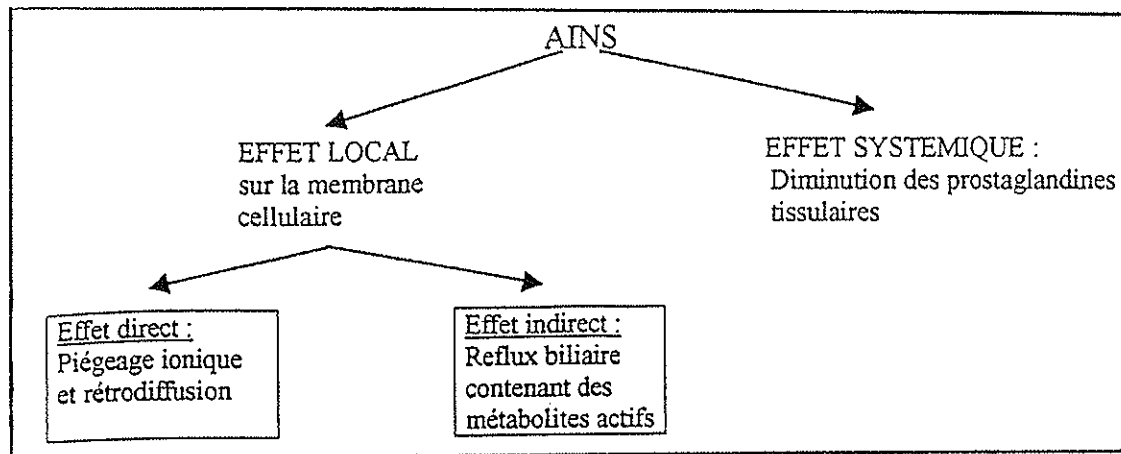 AINS
EFFET LOCAL
sur la membrane
cellulaire
EFFET SYSTEMIQUE :
Diminution des prostaglandines
tissulaires
Effet direct :
Piégeage ionique
et rétrodiffusion
Effet indirect :
Reflux biliaire
contenant des
métabolites actifs